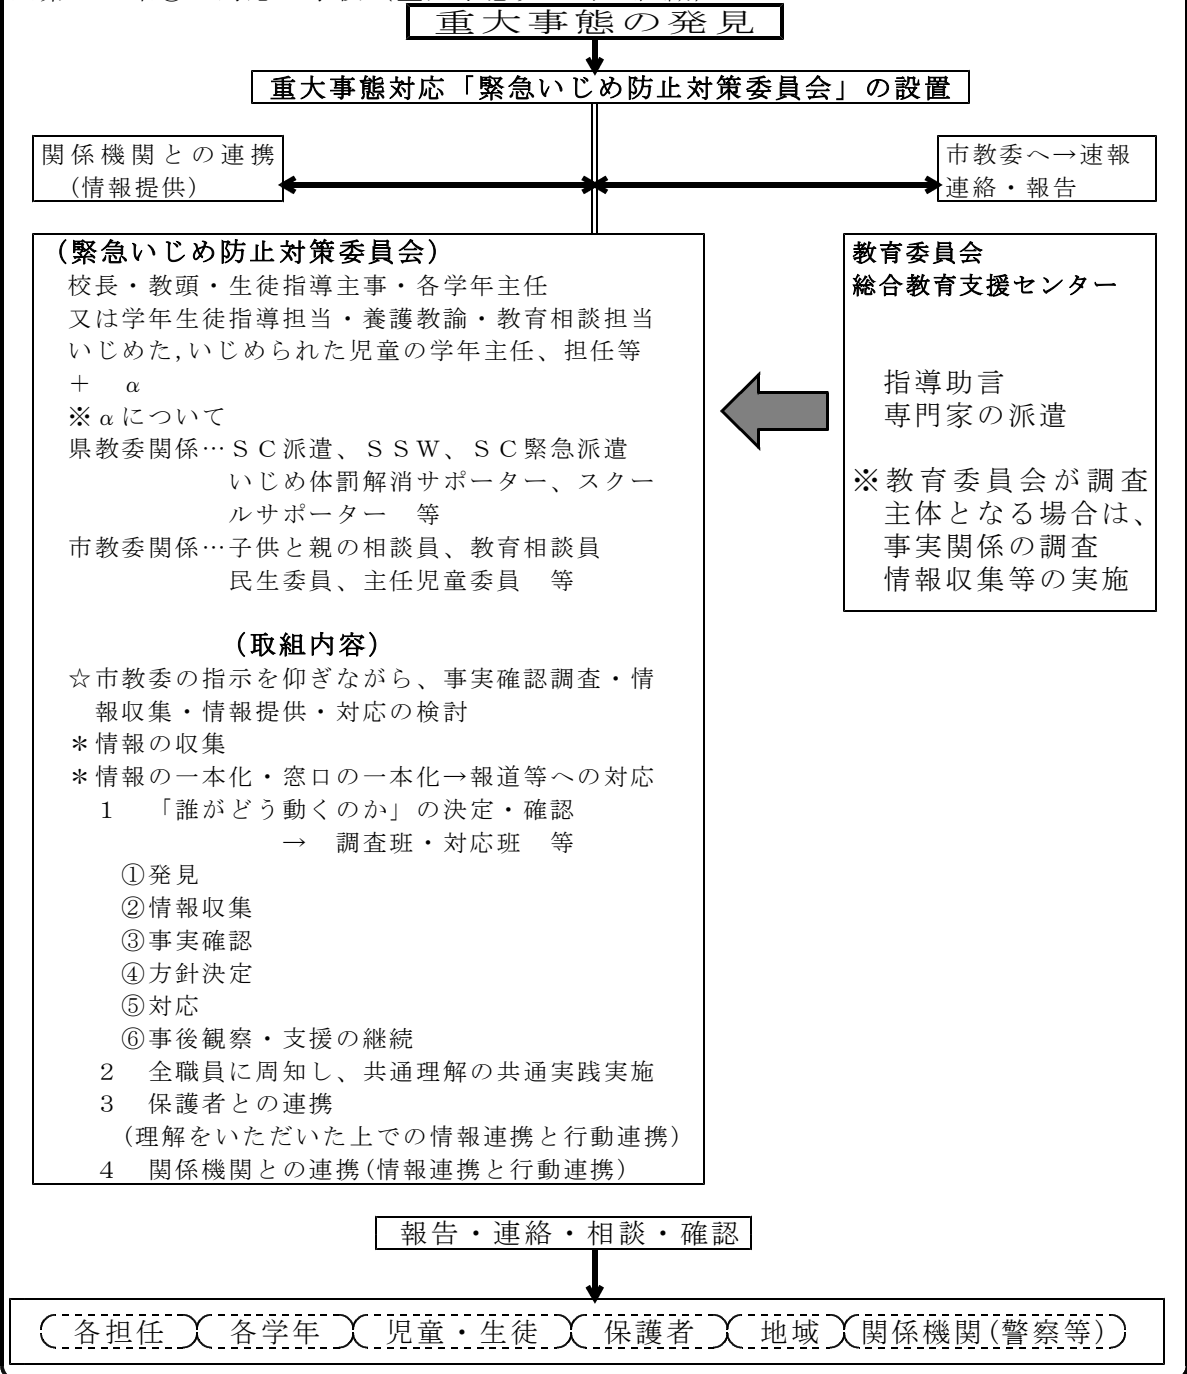 重大事態の発見
重大事態対応「緊急いじめ防止対策委員会」の設置
関係機関との連携
(情報提供)
市教委へ→速報
連絡・報告
(緊急いじめ防止対策委員会)
校長・教頭・生徒指導主事・各学年主任
又は学年生徒指導担当・養護教諭・教育相談担当
いじめた,いじめられた児童の学年主任、担任等
＋　α
※αについて
県教委関係…ＳＣ派遣、ＳＳＷ、ＳＣ緊急派遣
いじめ体罰解消サポーター、スクー
ルサポーター　等
市教委関係…子供と親の相談員、教育相談員
民生委員、主任児童委員　等
(取組内容)
☆市教委の指示を仰ぎながら、事実確認調査・情
報収集・情報提供・対応の検討
＊情報の収集
＊情報の一本化・窓口の一本化→報道等への対応
１　「誰がどう動くのか」の決定・確認
→　調査班・対応班　等
①発見
②情報収集
③事実確認
④方針決定
⑤対応
⑥事後観察・支援の継続
２　全職員に周知し、共通理解の共通実践実施
３　保護者との連携
(理解をいただいた上での情報連携と行動連携)
４　関係機関との連携(情報連携と行動連携)
教育委員会
総合教育支援センター
指導助言
専門家の派遣
※教育委員会が調査
主体となる場合は、
事実関係の調査
情報収集等の実施
報告・連絡・相談・確認
各担任　各学年　児童・生徒　保護者　地域　関係機関(警察等)